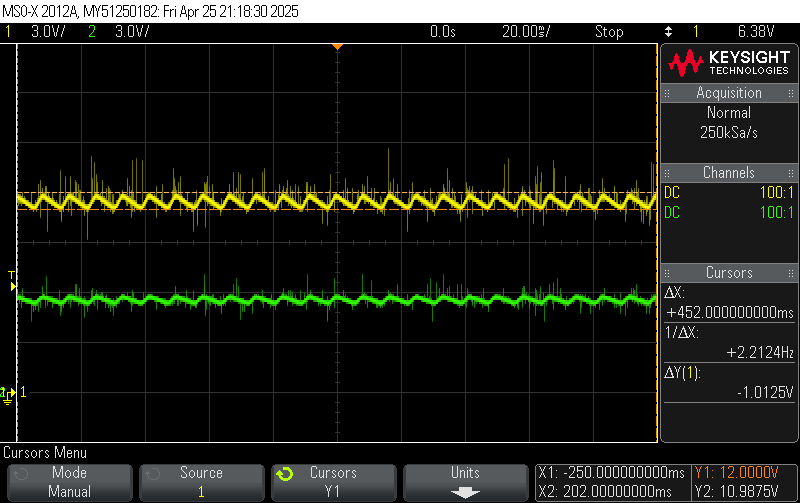 MSO-X 2012A, MY51250182: Fri Apr 25 21:18:30 2025
1 3.0V/ 2 3.0V/ 0.0s 20.00ms/ Stop 1 6.38V
KEYSIGHT
TECHNOLOGIES
Acquisition
Normal
250kSa/s
Channels
DC 100:1
DC 100:1
Cursors
ΔX:
+452.000000000ms
1/ΔX:
+2.2124Hz
ΔY(1):
-1.0125V
T
1
Cursors Menu
Mode
Manual
Source
1
Cursors
Y1
Units
X1: -250.000000000ms Y1: 12.0000V
X2: 202.000000000ms Y2: 10.9875V